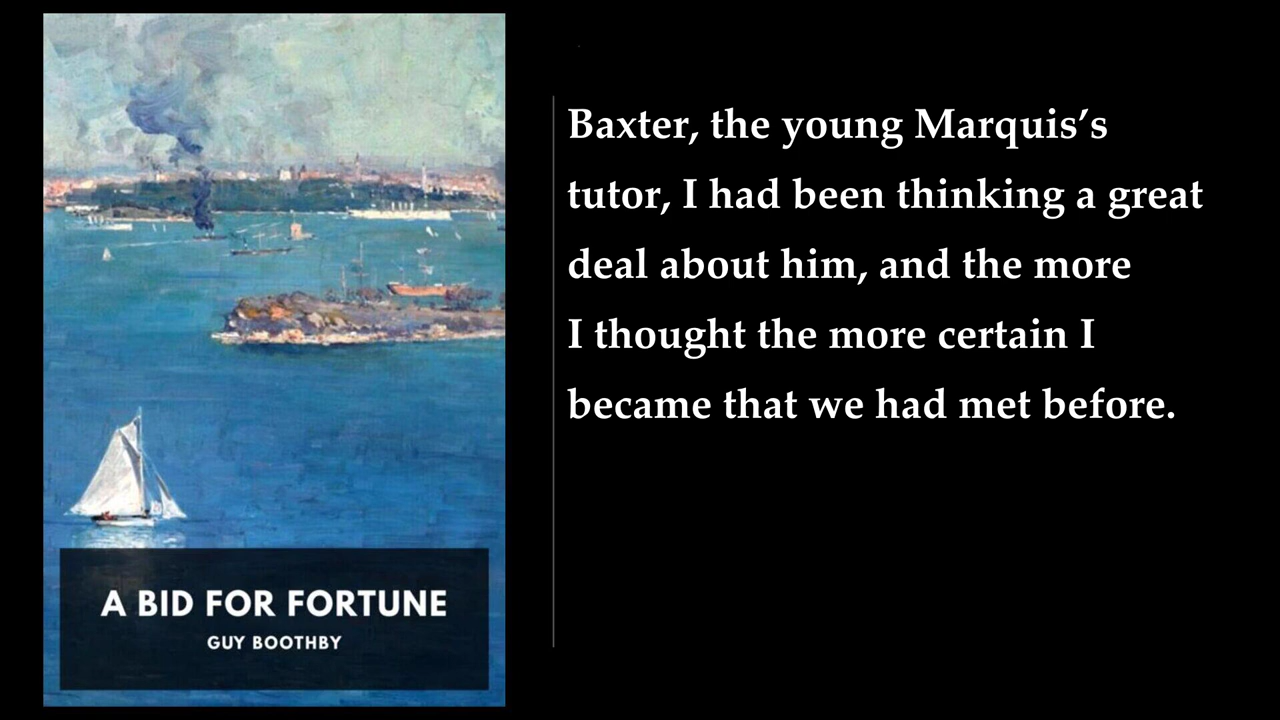 Baxter, the young Marquis’s
tutor, I had been thinking a great
deal about him, and the more
I thought the more certain I
became that we had met before.
A BID FOR FORTUNE
GUY BOOTHBY